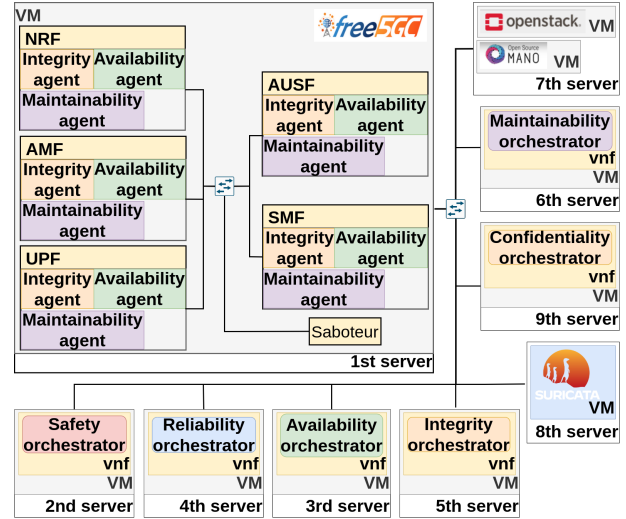 VM
free5GC
NRF
Integrity
agent
Availability
agent
Maintainability
agent
AMF
Integrity
agent
Availability
agent
Maintainability
agent
UPF
Integrity
agent
Availability
agent
Maintainability
agent
AUSF
Integrity
agent
Availability
agent
Maintainability
agent
SMF
Integrity
agent
Availability
agent
Maintainability
agent
Saboteur
1st server
openstack.
VM
Open Source
MANO
VM
7th server
Maintainability
orchestrator
vnf
VM
6th server
Confidentiality
orchestrator
vnf
VM
9th server
SURICATA
VM
8th server
Safety
orchestrator
vnf
VM
2nd server
Reliability
orchestrator
vnf
VM
4th server
Availability
orchestrator
vnf
VM
3rd server
Integrity
orchestrator
vnf
VM
5th server